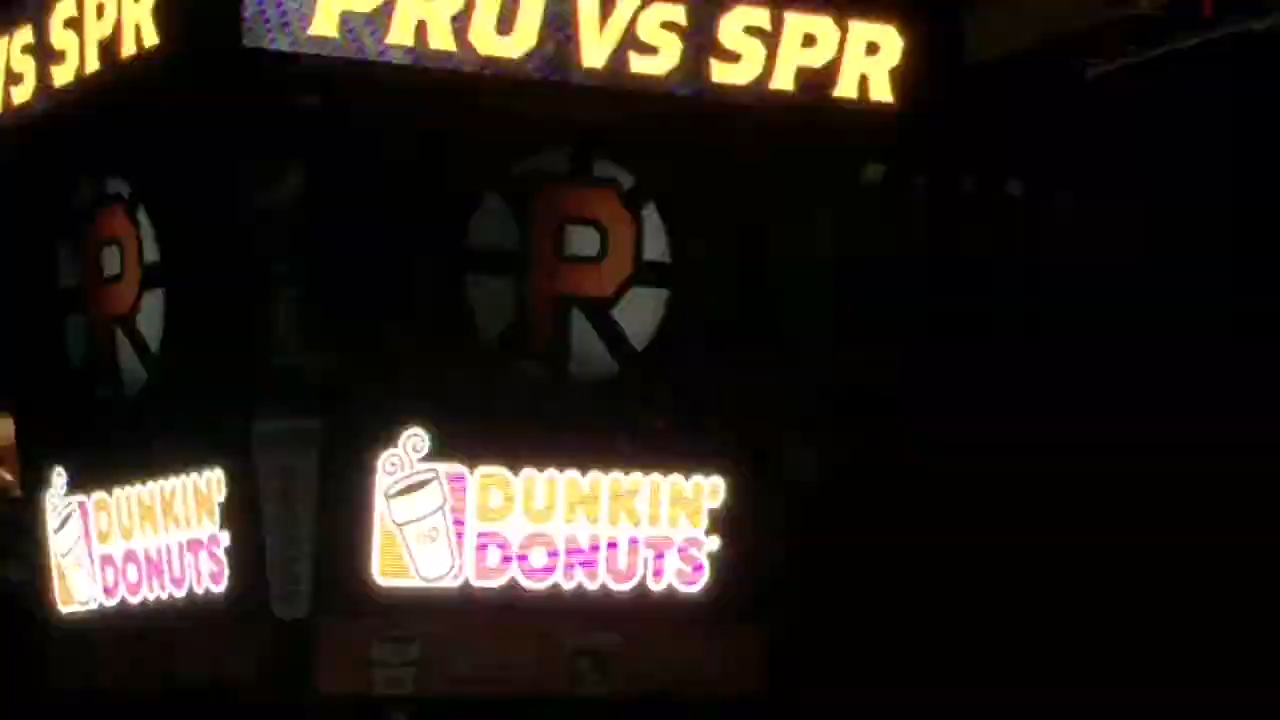 VS SPR
PRO VS SPR
R
R
DUNKIN'
DONUTS
DUNKIN'
DONUTS